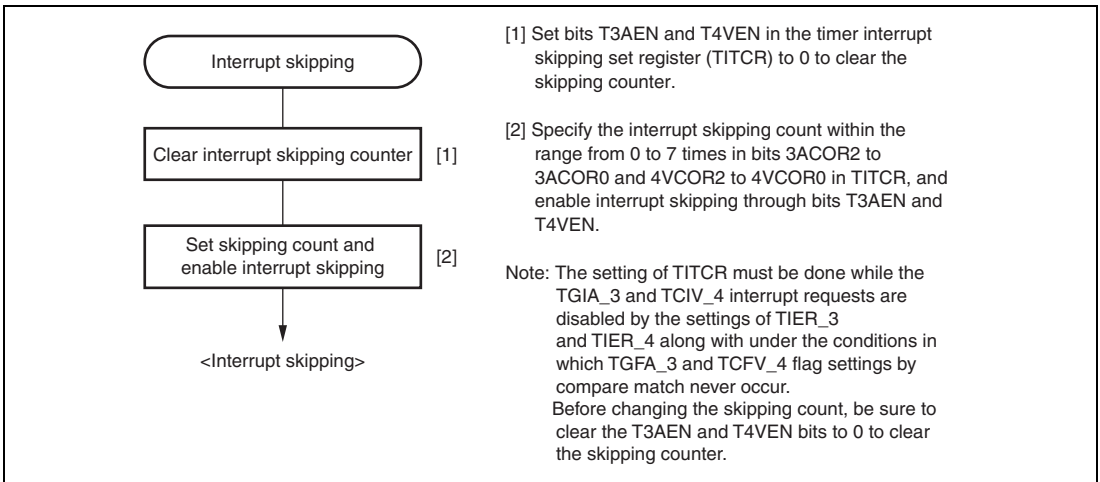 Interrupt skipping
Clear interrupt skipping counter
[1]
Set skipping count and
enable interrupt skipping
[2]
<Interrupt skipping>
[1] Set bits T3AEN and T4VEN in the timer interrupt
skipping set register (TITCR) to 0 to clear the
skipping counter.
[2] Specify the interrupt skipping count within the
range from 0 to 7 times in bits 3ACOR2 to
3ACOR0 and 4VCOR2 to 4VCOR0 in TITCR, and
enable interrupt skipping through bits T3AEN and
T4VEN.
Note: The setting of TITCR must be done while the
TGIA_3 and TCIV_4 interrupt requests are
disabled by the settings of TIER_3
and TIER_4 along with under the conditions in
which TGFA_3 and TCFV_4 flag settings by
compare match never occur.
Before changing the skipping count, be sure to
clear the T3AEN and T4VEN bits to 0 to clear
the skipping counter.